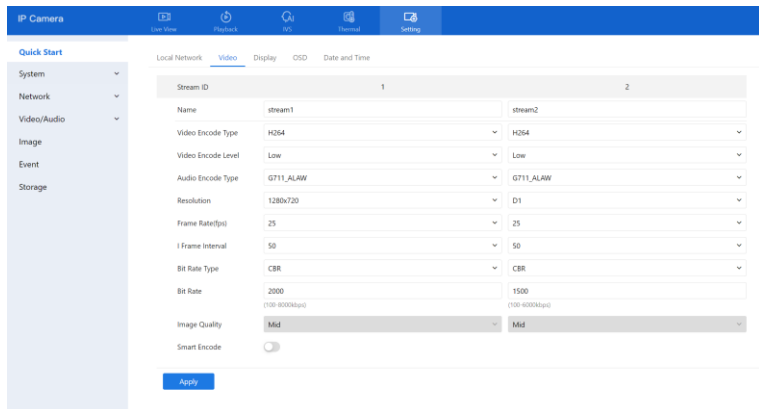 IP Camera
Live View Playback IVS Thermal Setting
Quick Start
System
Network
Video/Audio
Image
Event
Storage
Local Network Video Display OSD Date and Time
Stream ID 1 2
Name stream1 stream2
Video Encode Type H264 H264
Video Encode Level Low Low
Audio Encode Type G711_ALAW G711_ALAW
Resolution 1280x720 D1
Frame Rate(fps) 25 25
I Frame Interval 50 50
Bit Rate Type CBR CBR
Bit Rate 2000 1500
(100-8000kbps) (100-6000kbps)
Image Quality Mid Mid
Smart Encode
Apply